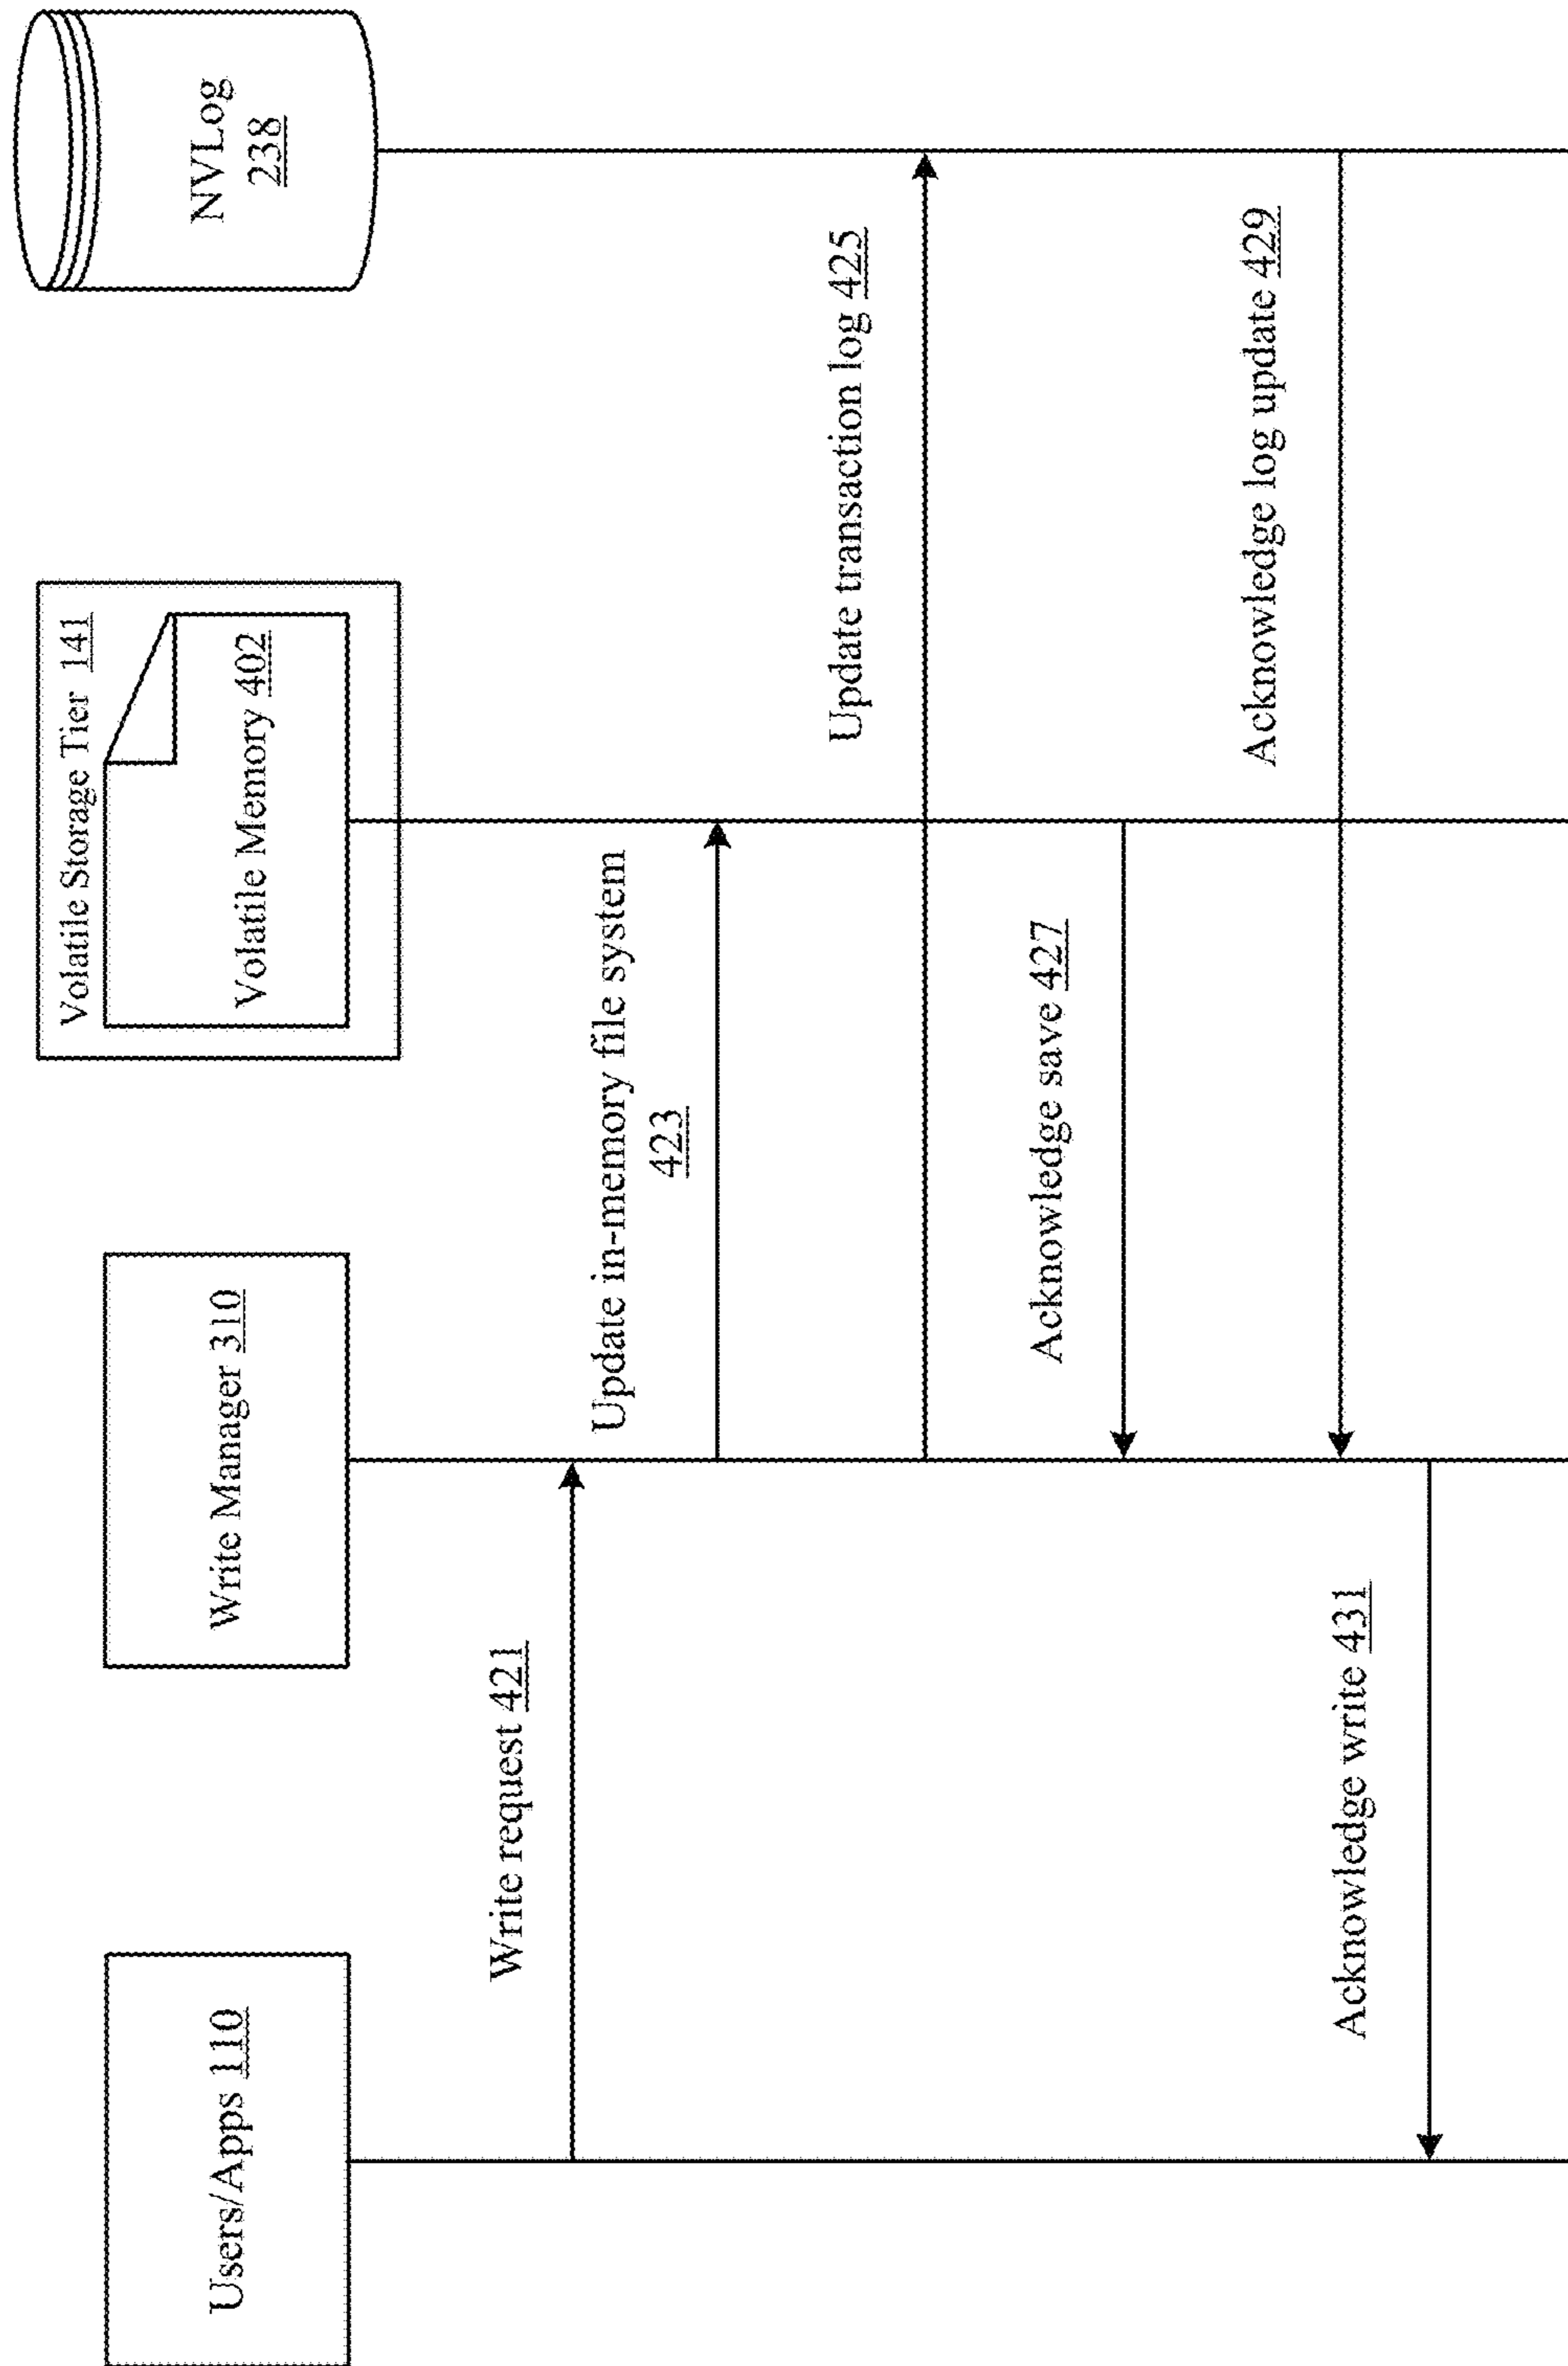 Users/Apps 110
Write Manager 310
Volatile Storage Tier 141
Volatile Memory 402
NVLog
238
Write request 421
Update in-memory file system
423
Update transaction log 425
Acknowledge save 427
Acknowledge log update 429
Acknowledge write 431